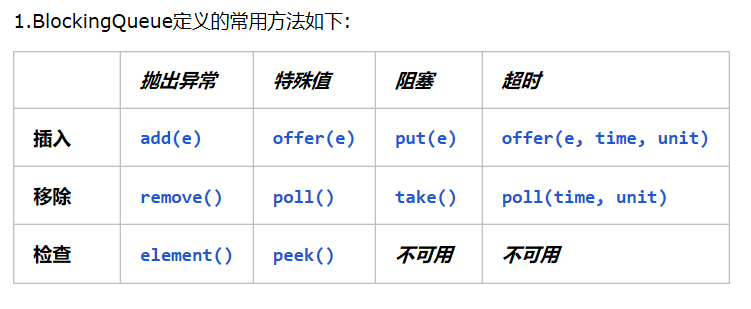 1.BlockingQueue定义的常用方法如下:
抛出异常 特殊值 阻塞 超时
插入 add(e) offer(e) put(e) offer(e, time, unit)
移除 remove() poll() take() poll(time, unit)
检查 element() peek() 不可用 不可用